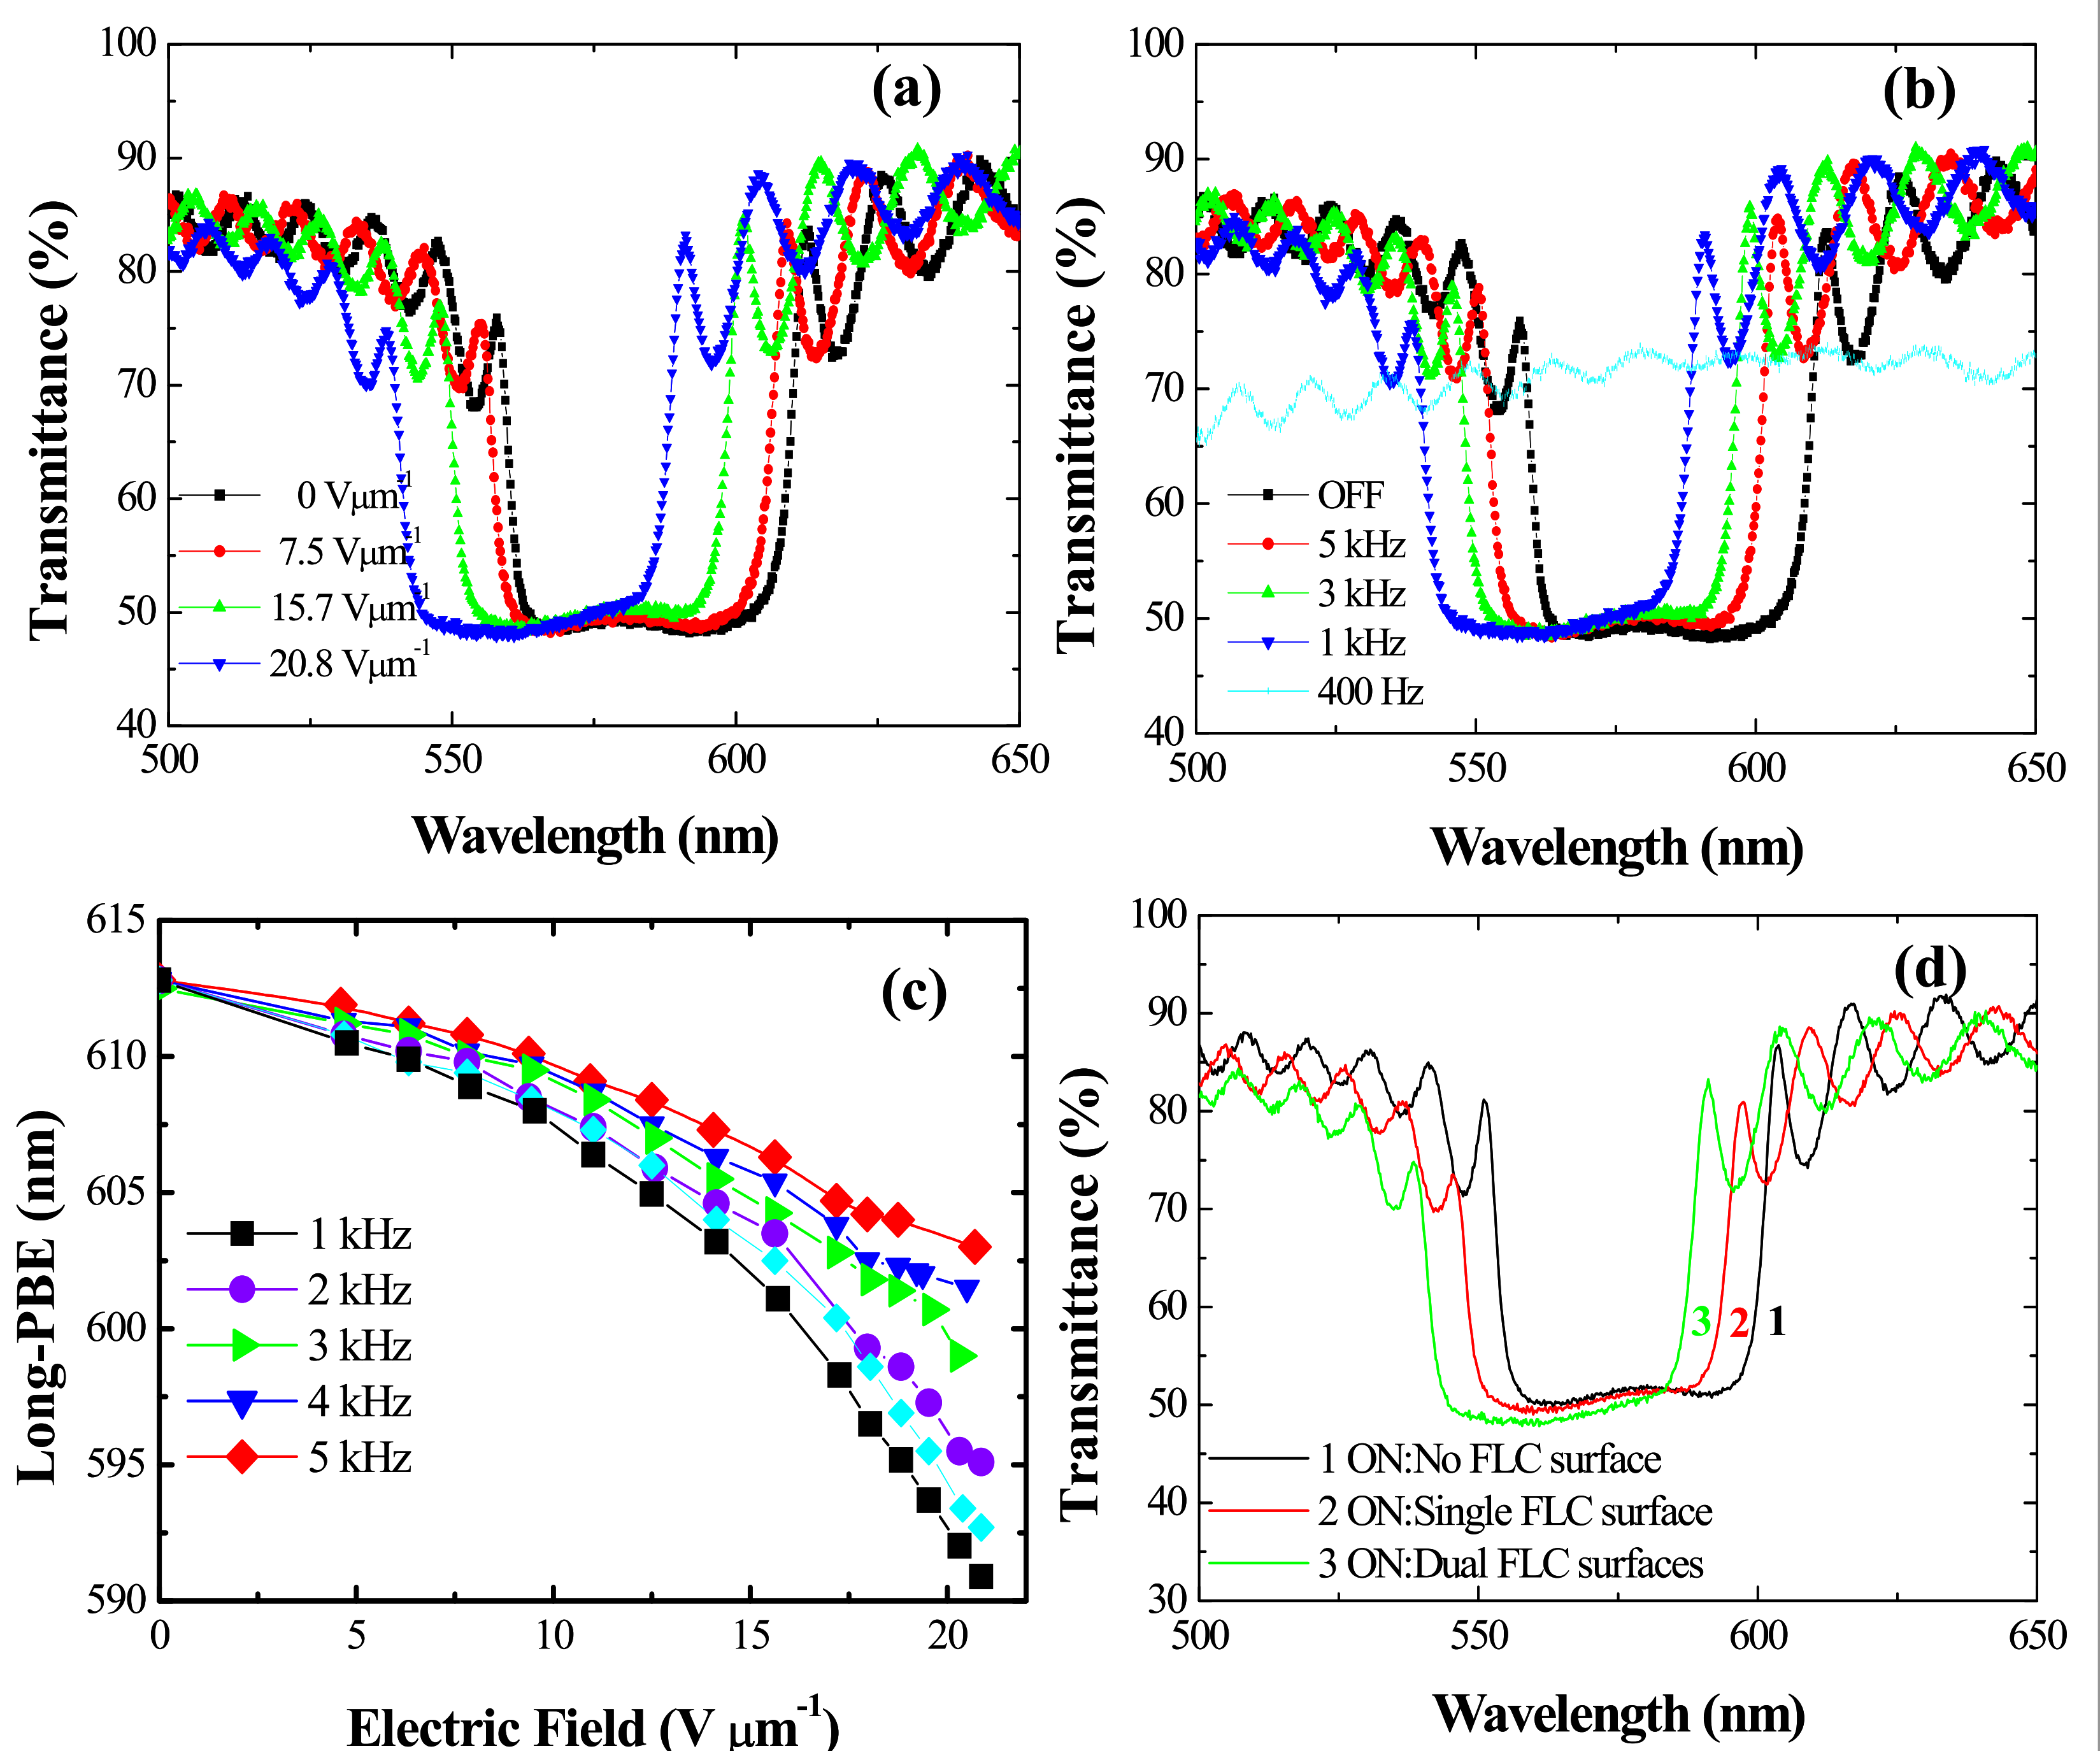 (a)
Transmittance (%)
100
90
80
70
60
50
40
0 Vμm-1
7.5 Vμm-1
15.7 Vμm-1
20.8 Vμm-1
500
550
600
650
Wavelength (nm)
(b)
Transmittance (%)
100
90
80
70
60
50
40
OFF
5 kHz
3 kHz
1 kHz
400 Hz
500
550
600
650
Wavelength (nm)
(c)
Long-PBE (nm)
615
610
605
600
595
590
1 kHz
2 kHz
3 kHz
4 kHz
5 kHz
0
5
10
15
20
Electric Field (V μm-1)
(d)
Transmittance (%)
100
90
80
70
60
50
40
30
3 2 1
1 ON:No FLC surface
2 ON:Single FLC surface
3 ON:Dual FLC surfaces
500
550
600
650
Wavelength (nm)